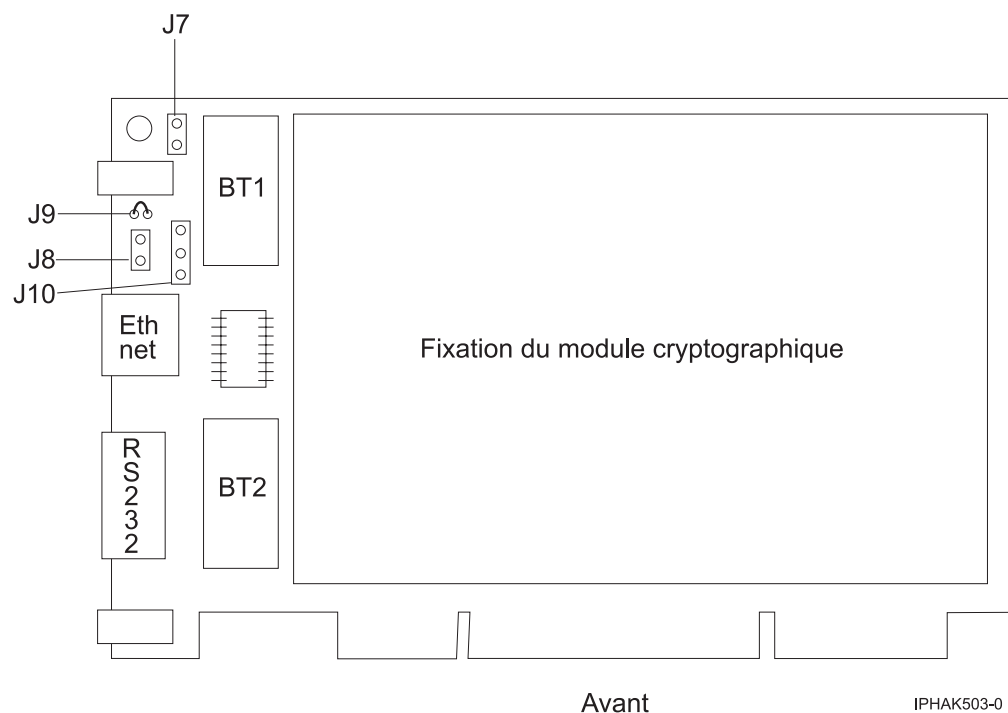 J7
BT1
J9
J8
J10
Eth
net
Fixation du module cryptographique
R
S
2
3
2
BT2
Avant
IPHAK503-0